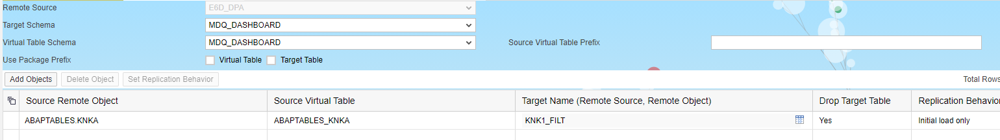 Remote Source E6D_DPA
Target Schema MDQ_DASHBOARD
Virtual Table Schema MDQ_DASHBOARD Source Virtual Table Prefix
Use Package Prefix Virtual Table Target Table
Add Objects Delete Object Set Replication Behavior Total Rows
Source Remote Object Source Virtual Table Target Name (Remote Source, Remote Object) Drop Target Table Replication Behavio
ABAPTABLES.KNKA ABAPTABLES_KNKA KNK1_FILT Yes Initial load only